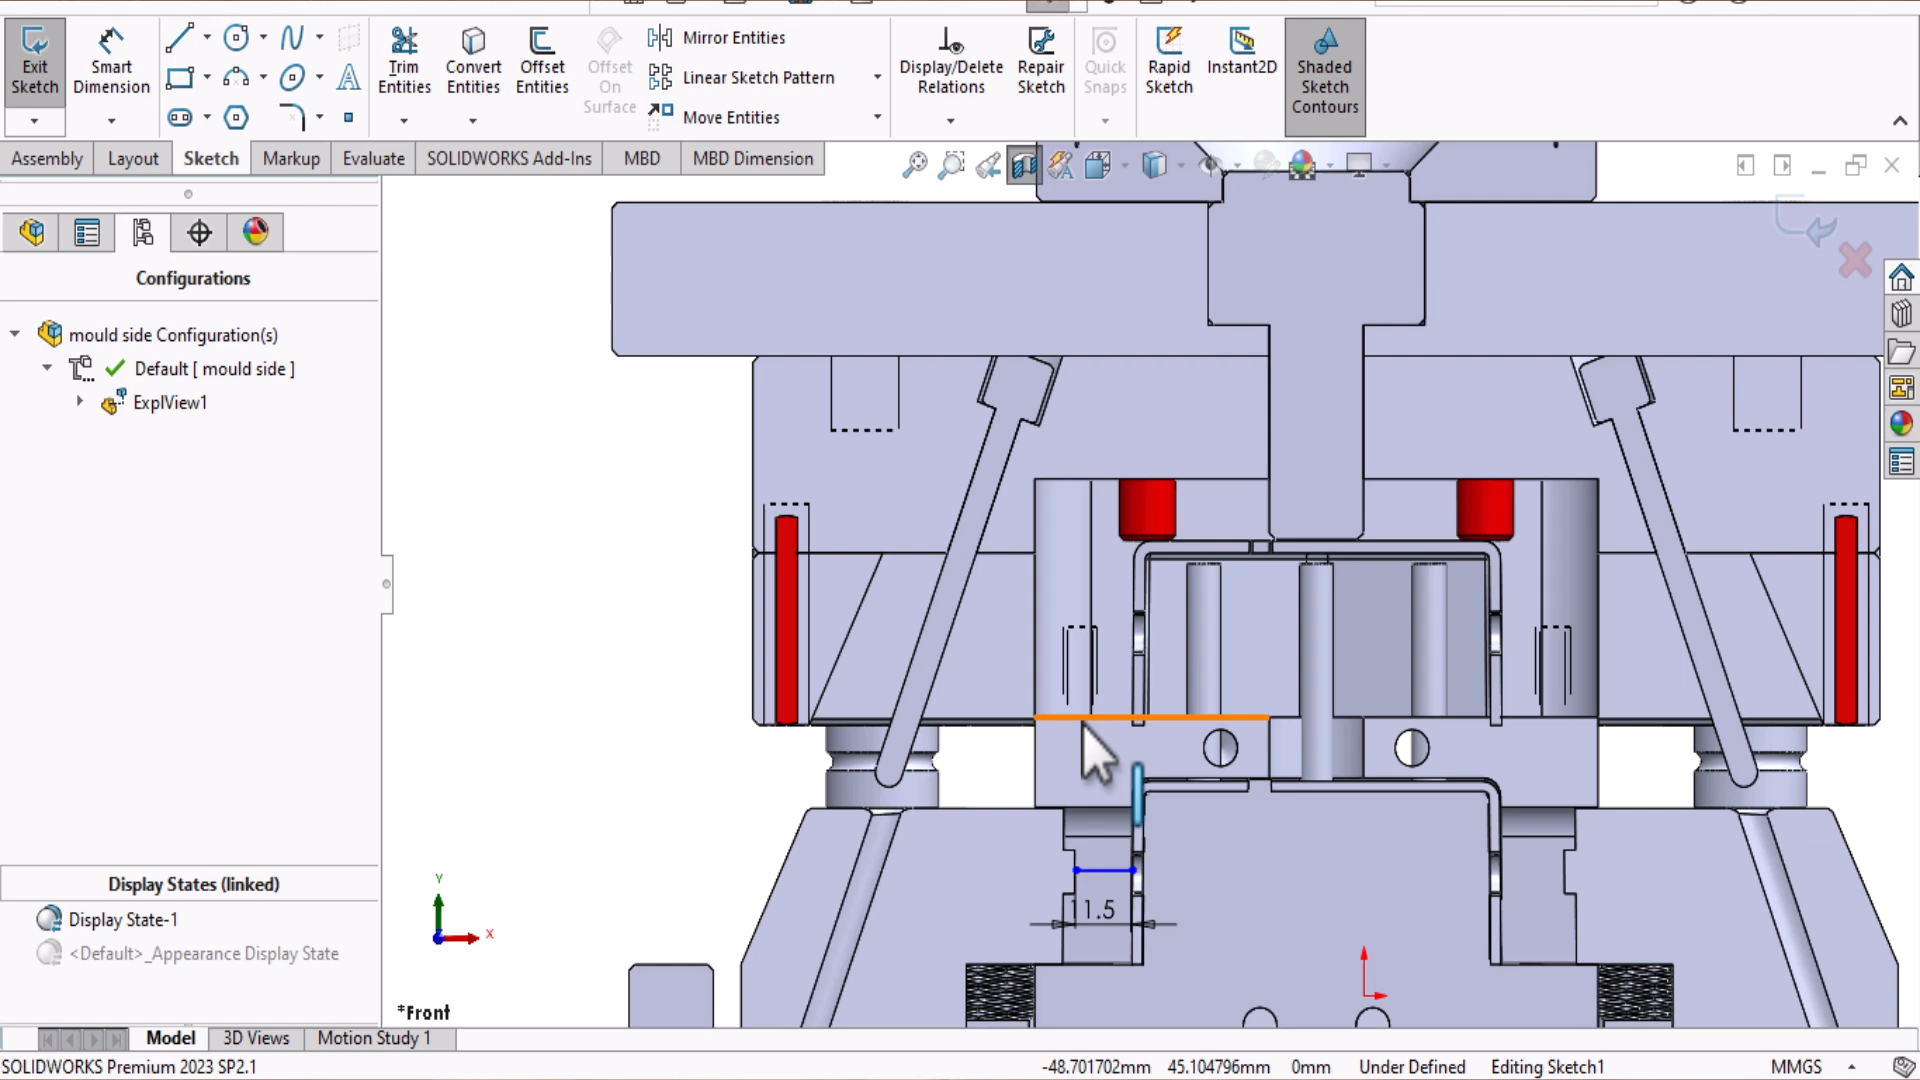 Exit Sketch
Smart Dimension
Trim Entities
Convert Entities
Offset Entities
Offset On Surface
Mirror Entities
Linear Sketch Pattern
Move Entities
Display/Delete Relations
Repair Sketch
Quick Snaps
Rapid Sketch
Instant2D
Shaded Sketch Contours
Assembly
Layout
Sketch
Markup
Evaluate
SOLIDWORKS Add-Ins
MBD
MBD Dimension
Configurations
mould side Configuration(s)
Default [ mould side ]
ExplView1
Display States (linked)
Display State-1
<Default>_Appearance Display State
Y
X
11.5
*Front
Model
3D Views
Motion Study 1
SOLIDWORKS Premium 2023 SP2.1
-48.701702mm
45.104796mm
0mm
Under Defined
Editing Sketch1
MMGS